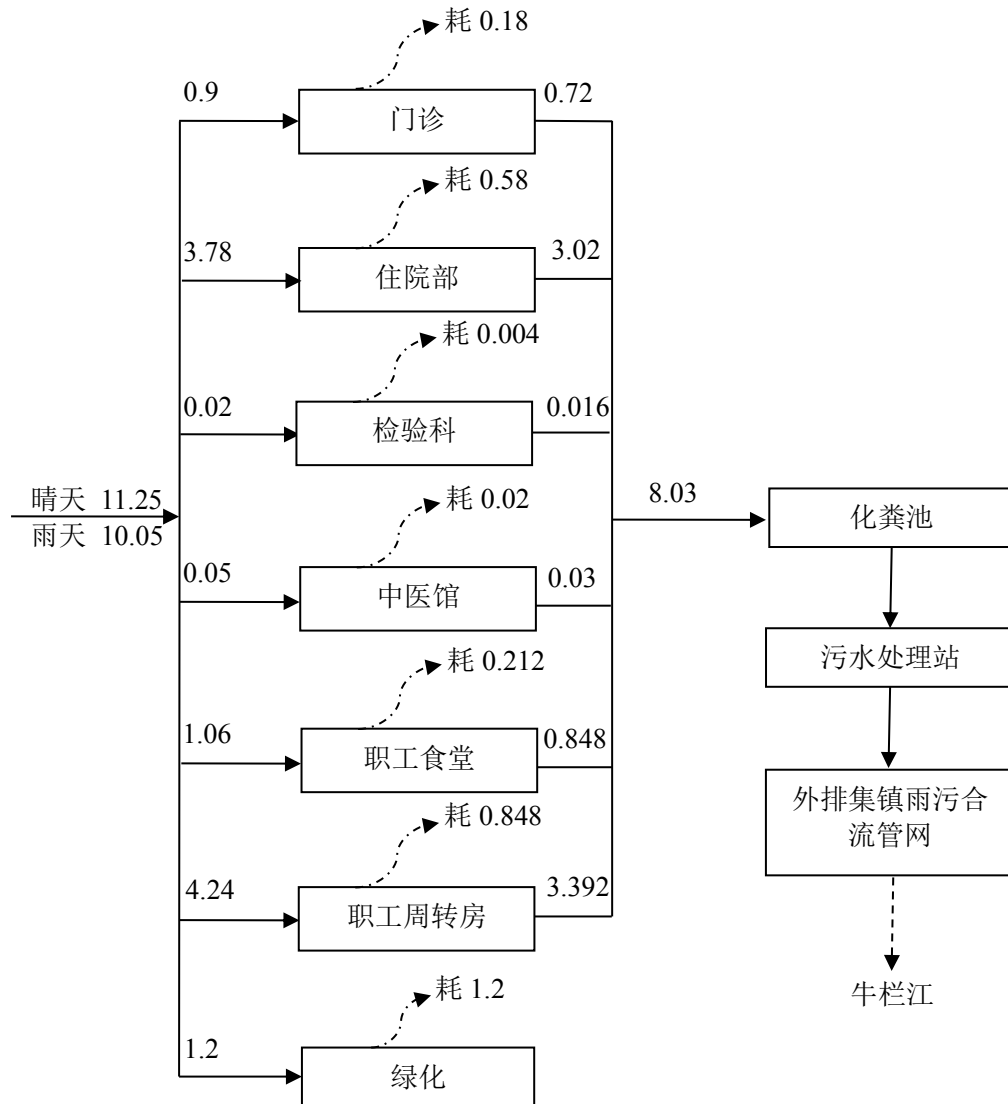 耗 0.18
0.9
门诊
0.72
耗 0.58
3.78
住院部
3.02
耗 0.004
0.02
检验科
0.016
晴天 11.25
雨天 10.05
耗 0.02
0.05
中医馆
0.03
8.03
化粪池
污水处理站
外排集镇雨污合
流管网
牛栏江
耗 0.212
1.06
职工食堂
0.848
耗 0.848
4.24
职工周转房
3.392
耗 1.2
1.2
绿化